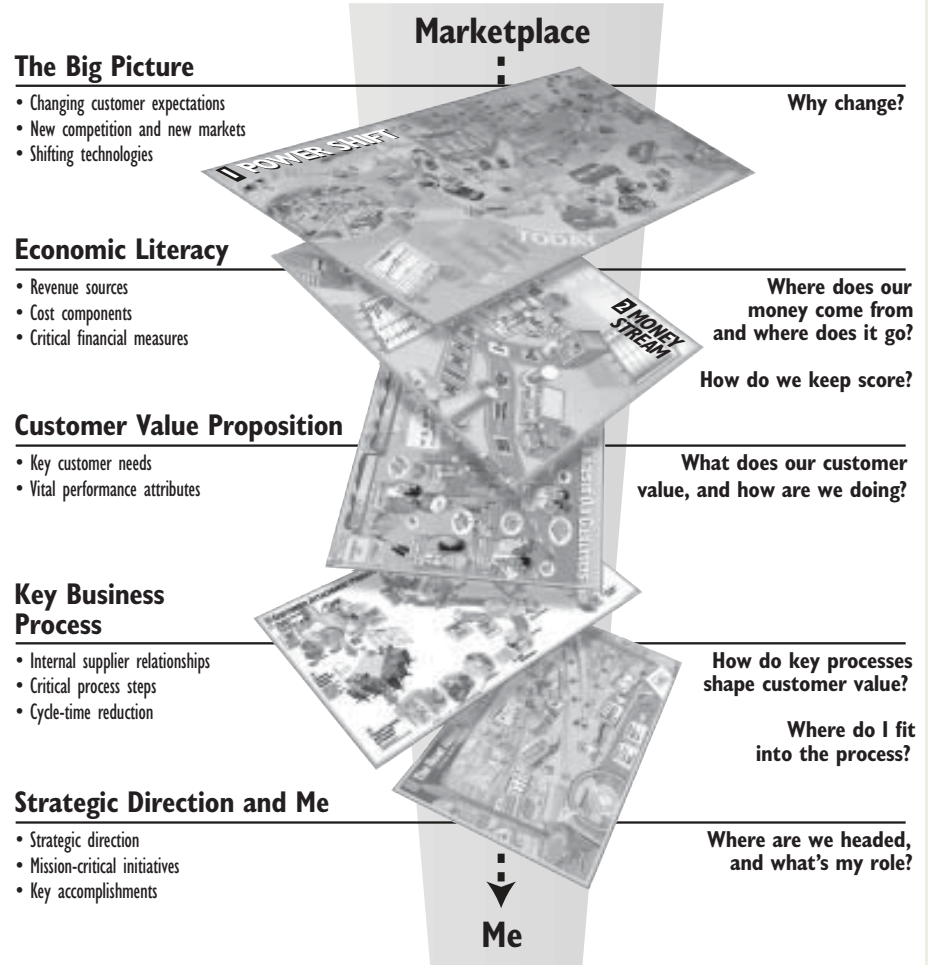 Marketplace
The Big Picture
• Changing customer expectations
• New competition and new markets
• Shifting technologies
Why change?
1 POWER SHIFT
TODAY
Economic Literacy
• Revenue sources
• Cost components
• Critical financial measures
2 MONEY
STREAM
Where does our
money come from
and where does it go?
How do we keep score?
Customer Value Proposition
• Key customer needs
• Vital performance attributes
What does our customer
value, and how are we doing?
Key Business
Process
• Internal supplier relationships
• Critical process steps
• Cycle-time reduction
How do key processes
shape customer value?
Where do I fit
into the process?
Strategic Direction and Me
• Strategic direction
• Mission-critical initiatives
• Key accomplishments
Where are we headed,
and what's my role?
Me